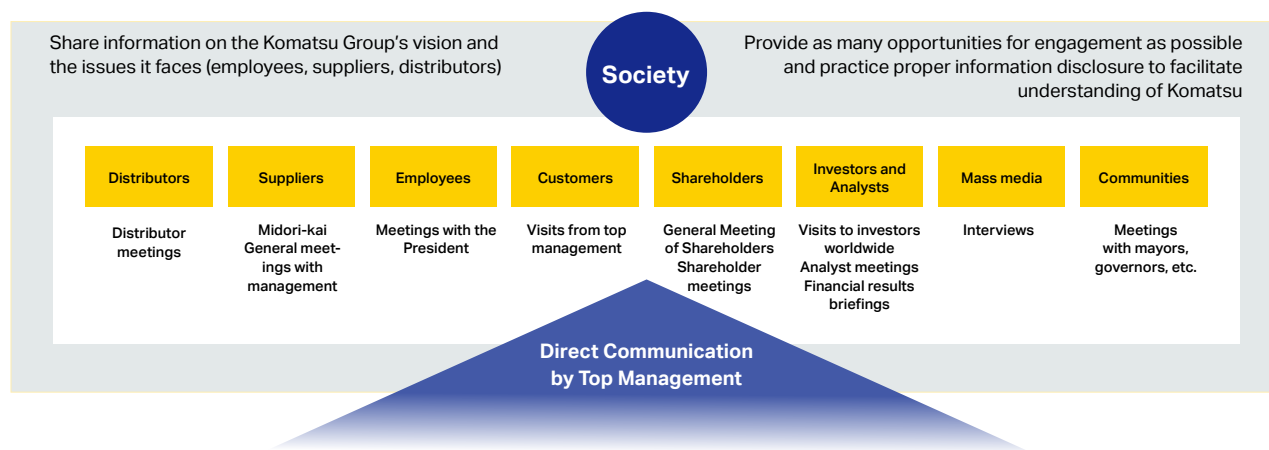 Share information on the Komatsu Group's vision and
the issues it faces (employees, suppliers, distributors)
Society
Provide as many opportunities for engagement as possible
and practice proper information disclosure to facilitate
understanding of Komatsu
Distributors
Distributor
meetings
Suppliers
Midori-kai
General meet-
ings with
management
Employees
Meetings with the
President
Customers
Visits from top
management
Shareholders
General Meeting
of Shareholders
Shareholder
meetings
Investors and
Analysts
Visits to investors
worldwide
Analyst meetings
Financial results
briefings
Mass media
Interviews
Communities
Meetings
with mayors,
governors, etc.
Direct Communication
by Top Management